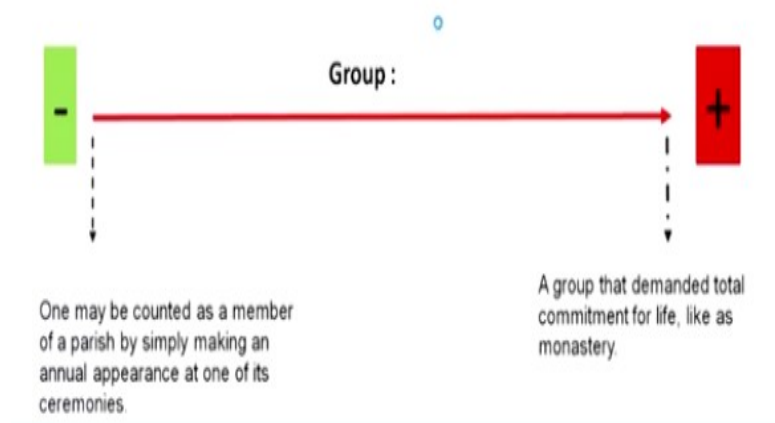 Group :
-
+
One may be counted as a member
of a parish by simply making an
annual appearance at one of its
ceremonies.
A group that demanded total
commitment for life, like as
monastery.